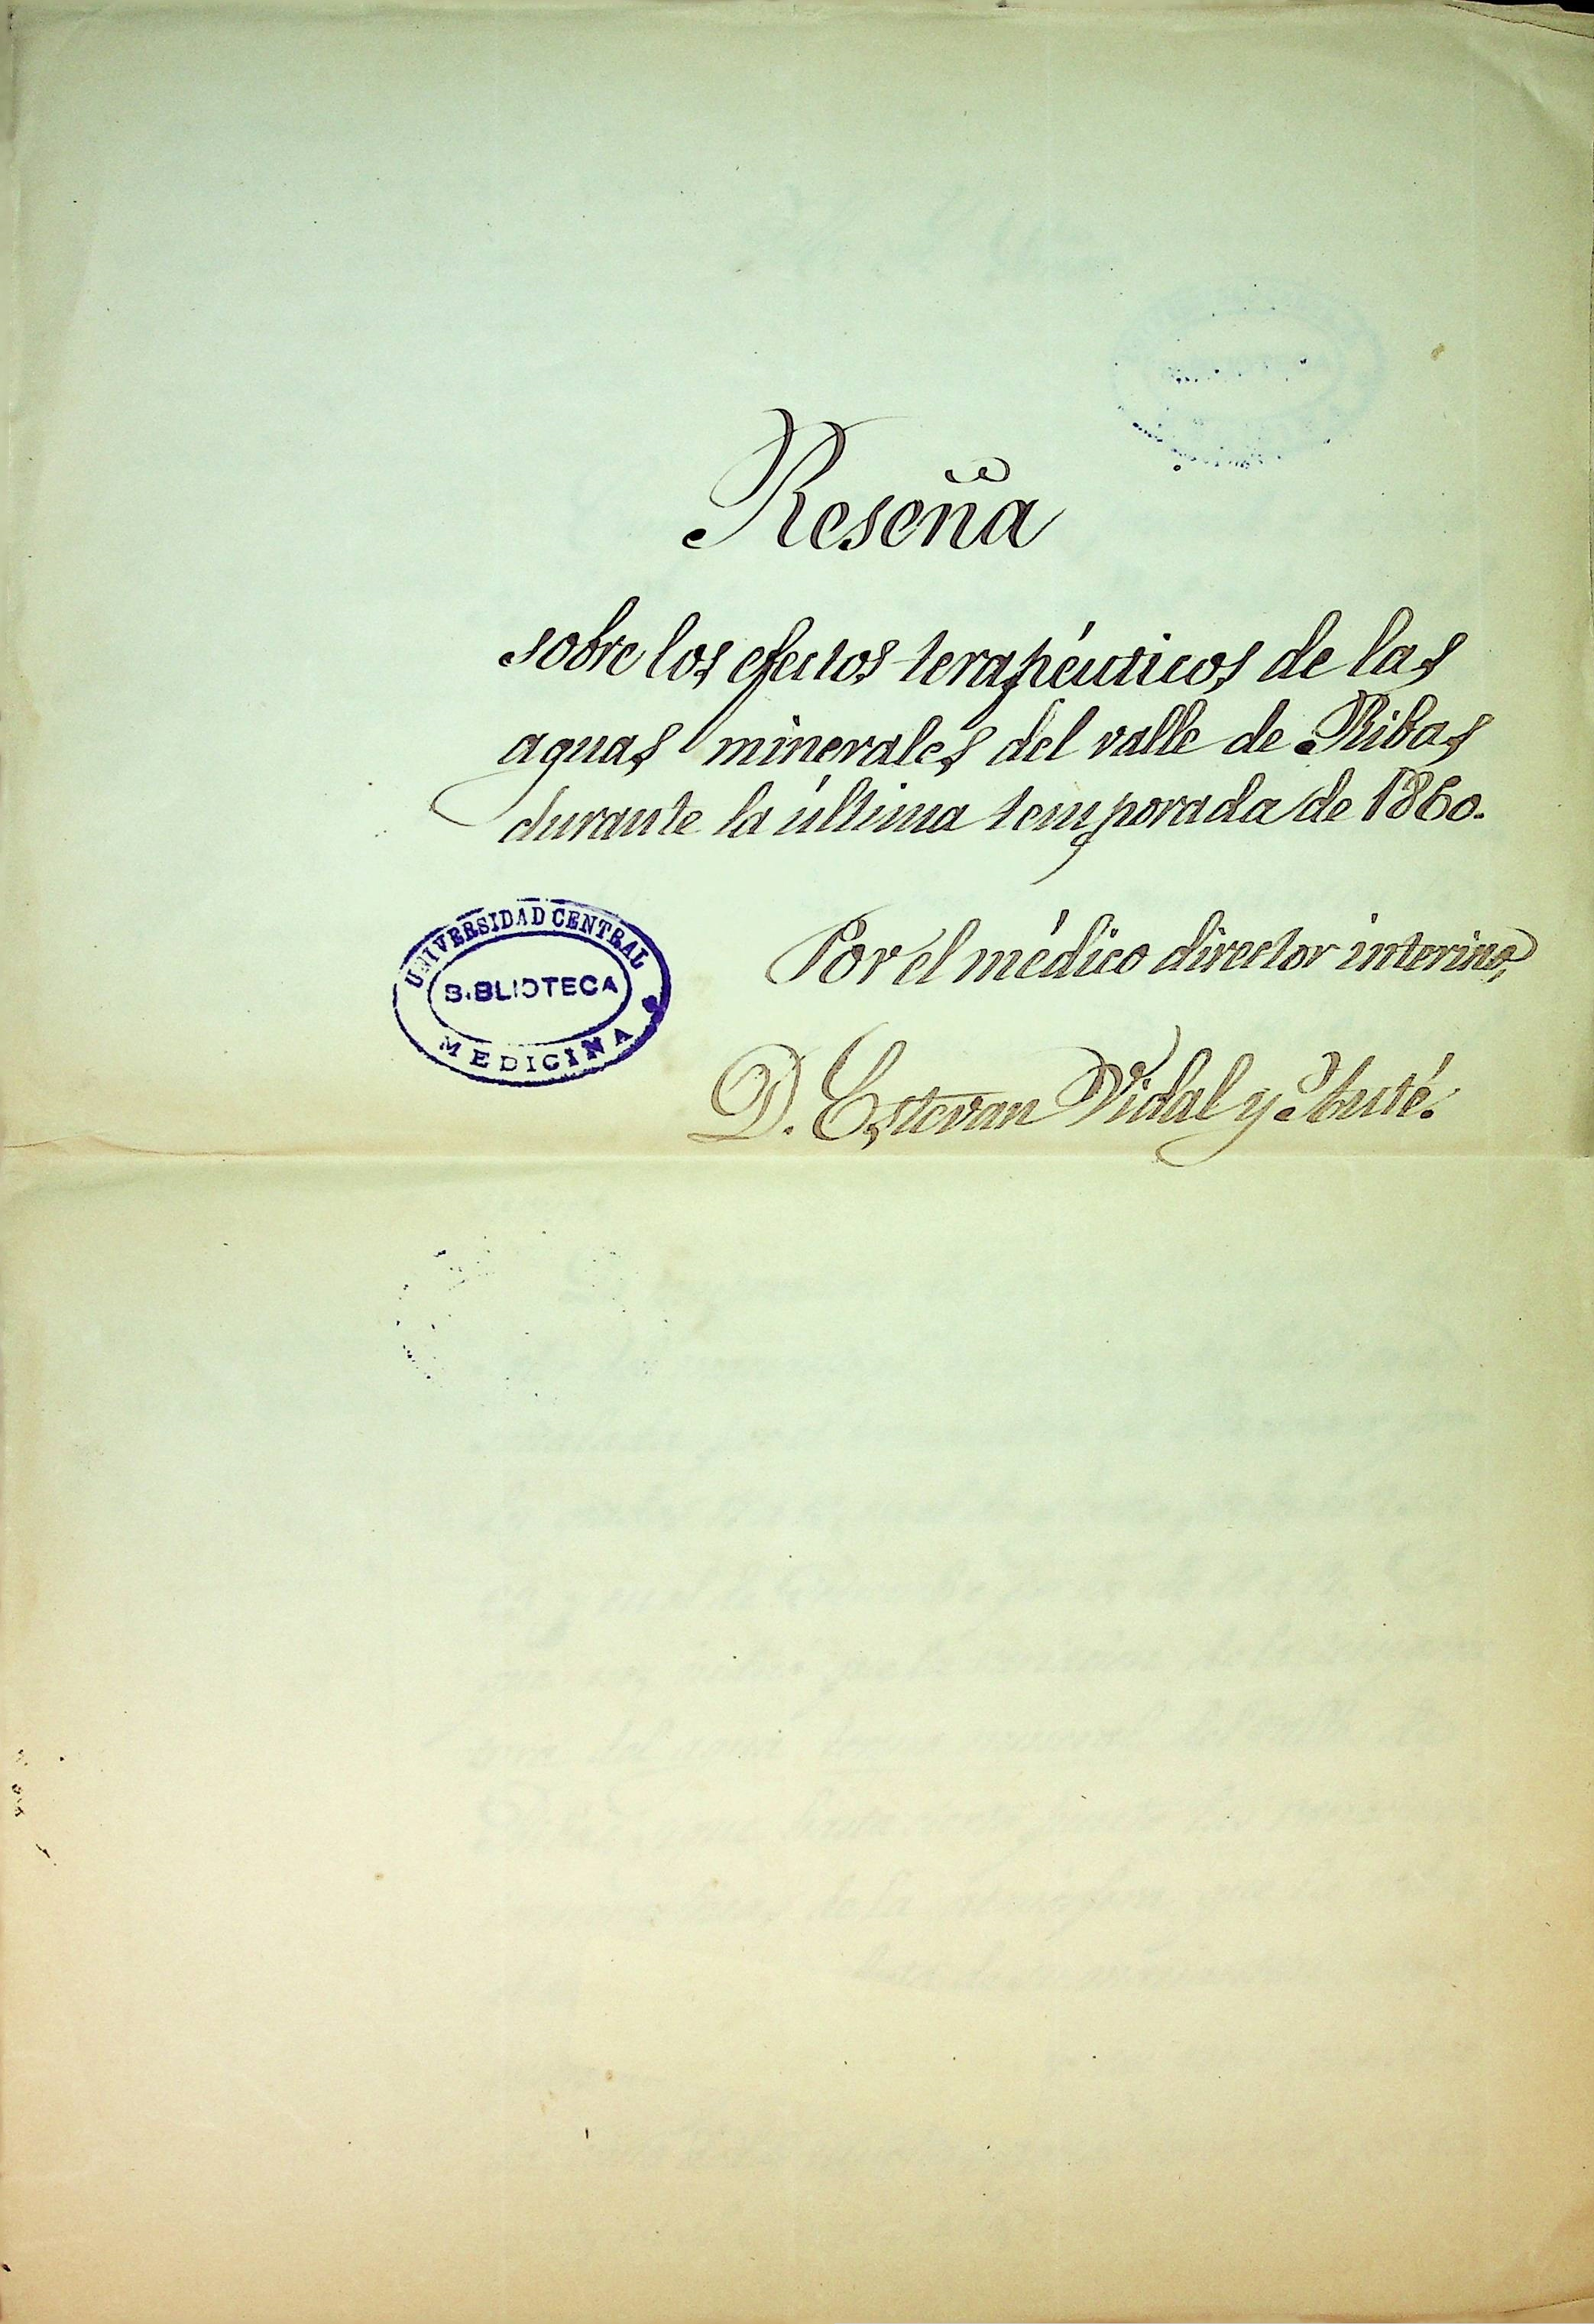 Reseña
sobre los efectos terapéuticos de las
aguas minerales del valle de Ribas
durante la última temporada de 1860.
Por el médico director interino,
D. Estevan Vidal y
UNIVERSIDAD CENTRAL
BIBLIOTECA
MEDICINA